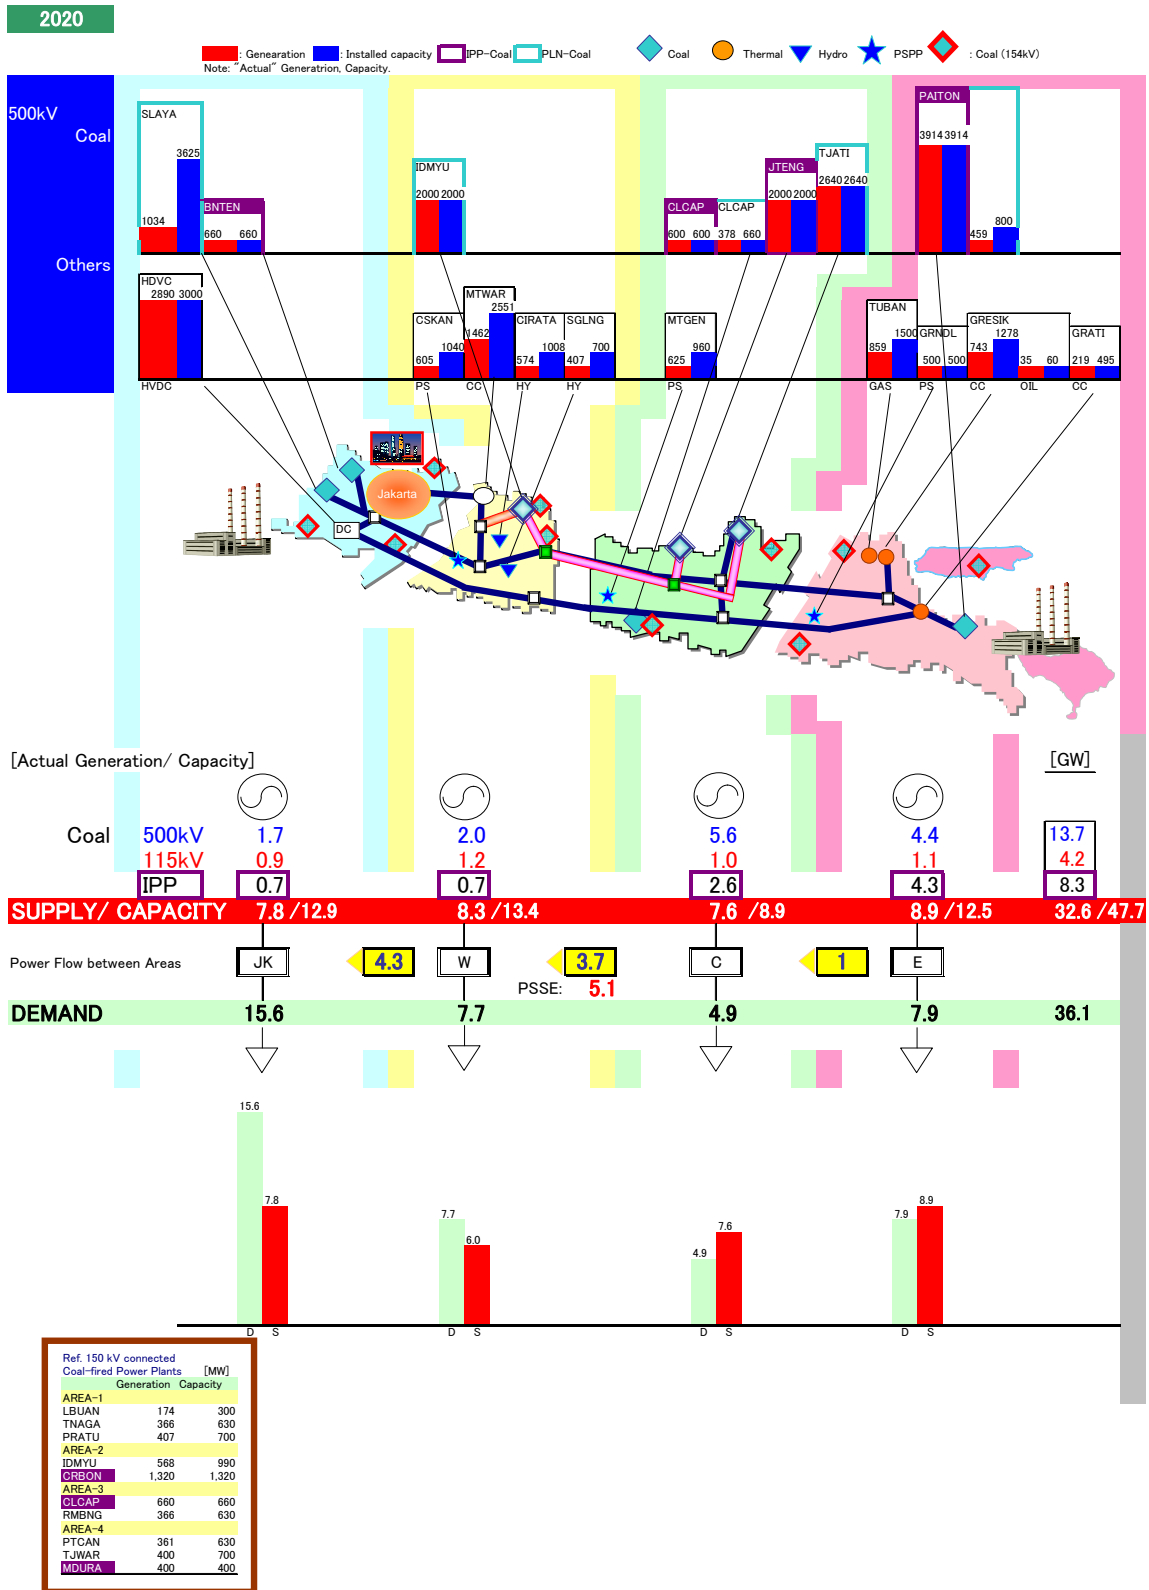 2020
: Genearation : Installed capacity IPP-Coal PLN-Coal Coal Thermal Hydro PSPP : Coal (154kV)
Note: "Actual" Generatrion, Capacity.
500kV
Coal
SLAYA
3625
1034
BNTEN
660 660
IDMYU
2000 2000
CLCAP
600 600
CLCAP
378 660
JTENG
2000 2000
TJATI
2640 2640
PAITON
3914 3914
800
459
Others
HDVC
2890 3000
HVDC
CSKAN
1040
605
PS
MTWAR
2551
1462
CC
CIRATA
1008
574
HY
SGLNG
700
407
HY
MTGEN
960
625
PS
TUBAN
1500
859
GAS
GRNDL
500 500
PS
GRESIK
1278
743
CC
35 60
OIL
GRATI
219 495
CC
Jakarta
DC
[Actual Generation/ Capacity] [GW]
Coal 500kV 1.7 2.0 5.6 4.4 13.7
115kV 0.9 1.2 1.0 1.1 4.2
IPP 0.7 0.7 2.6 4.3 8.3
SUPPLY/ CAPACITY 7.8 /12.9 8.3 /13.4 7.6 /8.9 8.9 /12.5 32.6 /47.7
Power Flow between Areas JK 4.3 W 3.7 C 1 E
PSSE: 5.1
DEMAND 15.6 7.7 4.9 7.9 36.1
15.6
7.8
7.7
6.0
4.9
7.6
7.9
8.9
D S D S D S D S
Ref. 150 kV connected
Coal-fired Power Plants [MW]
Generation Capacity
AREA-1
LBUAN 174 300
TNAGA 366 630
PRATU 407 700
AREA-2
IDMYU 568 990
CRBON 1,320 1,320
AREA-3
CLCAP 660 660
RMBNG 366 630
AREA-4
PTCAN 361 630
TJWAR 400 700
MDURA 400 400